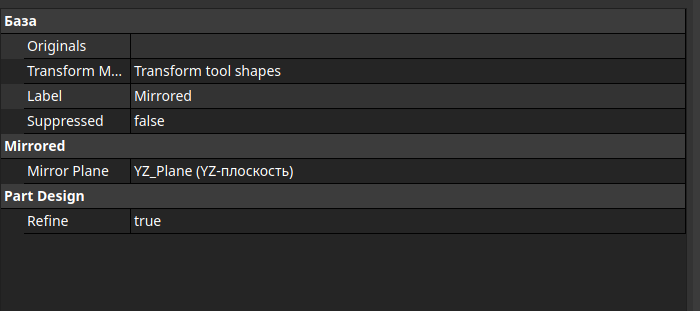 База
Originals
Transform M... Transform tool shapes
Label Mirrored
Suppressed false
Mirrored
Mirror Plane YZ_Plane (YZ-плоскость)
Part Design
Refine true